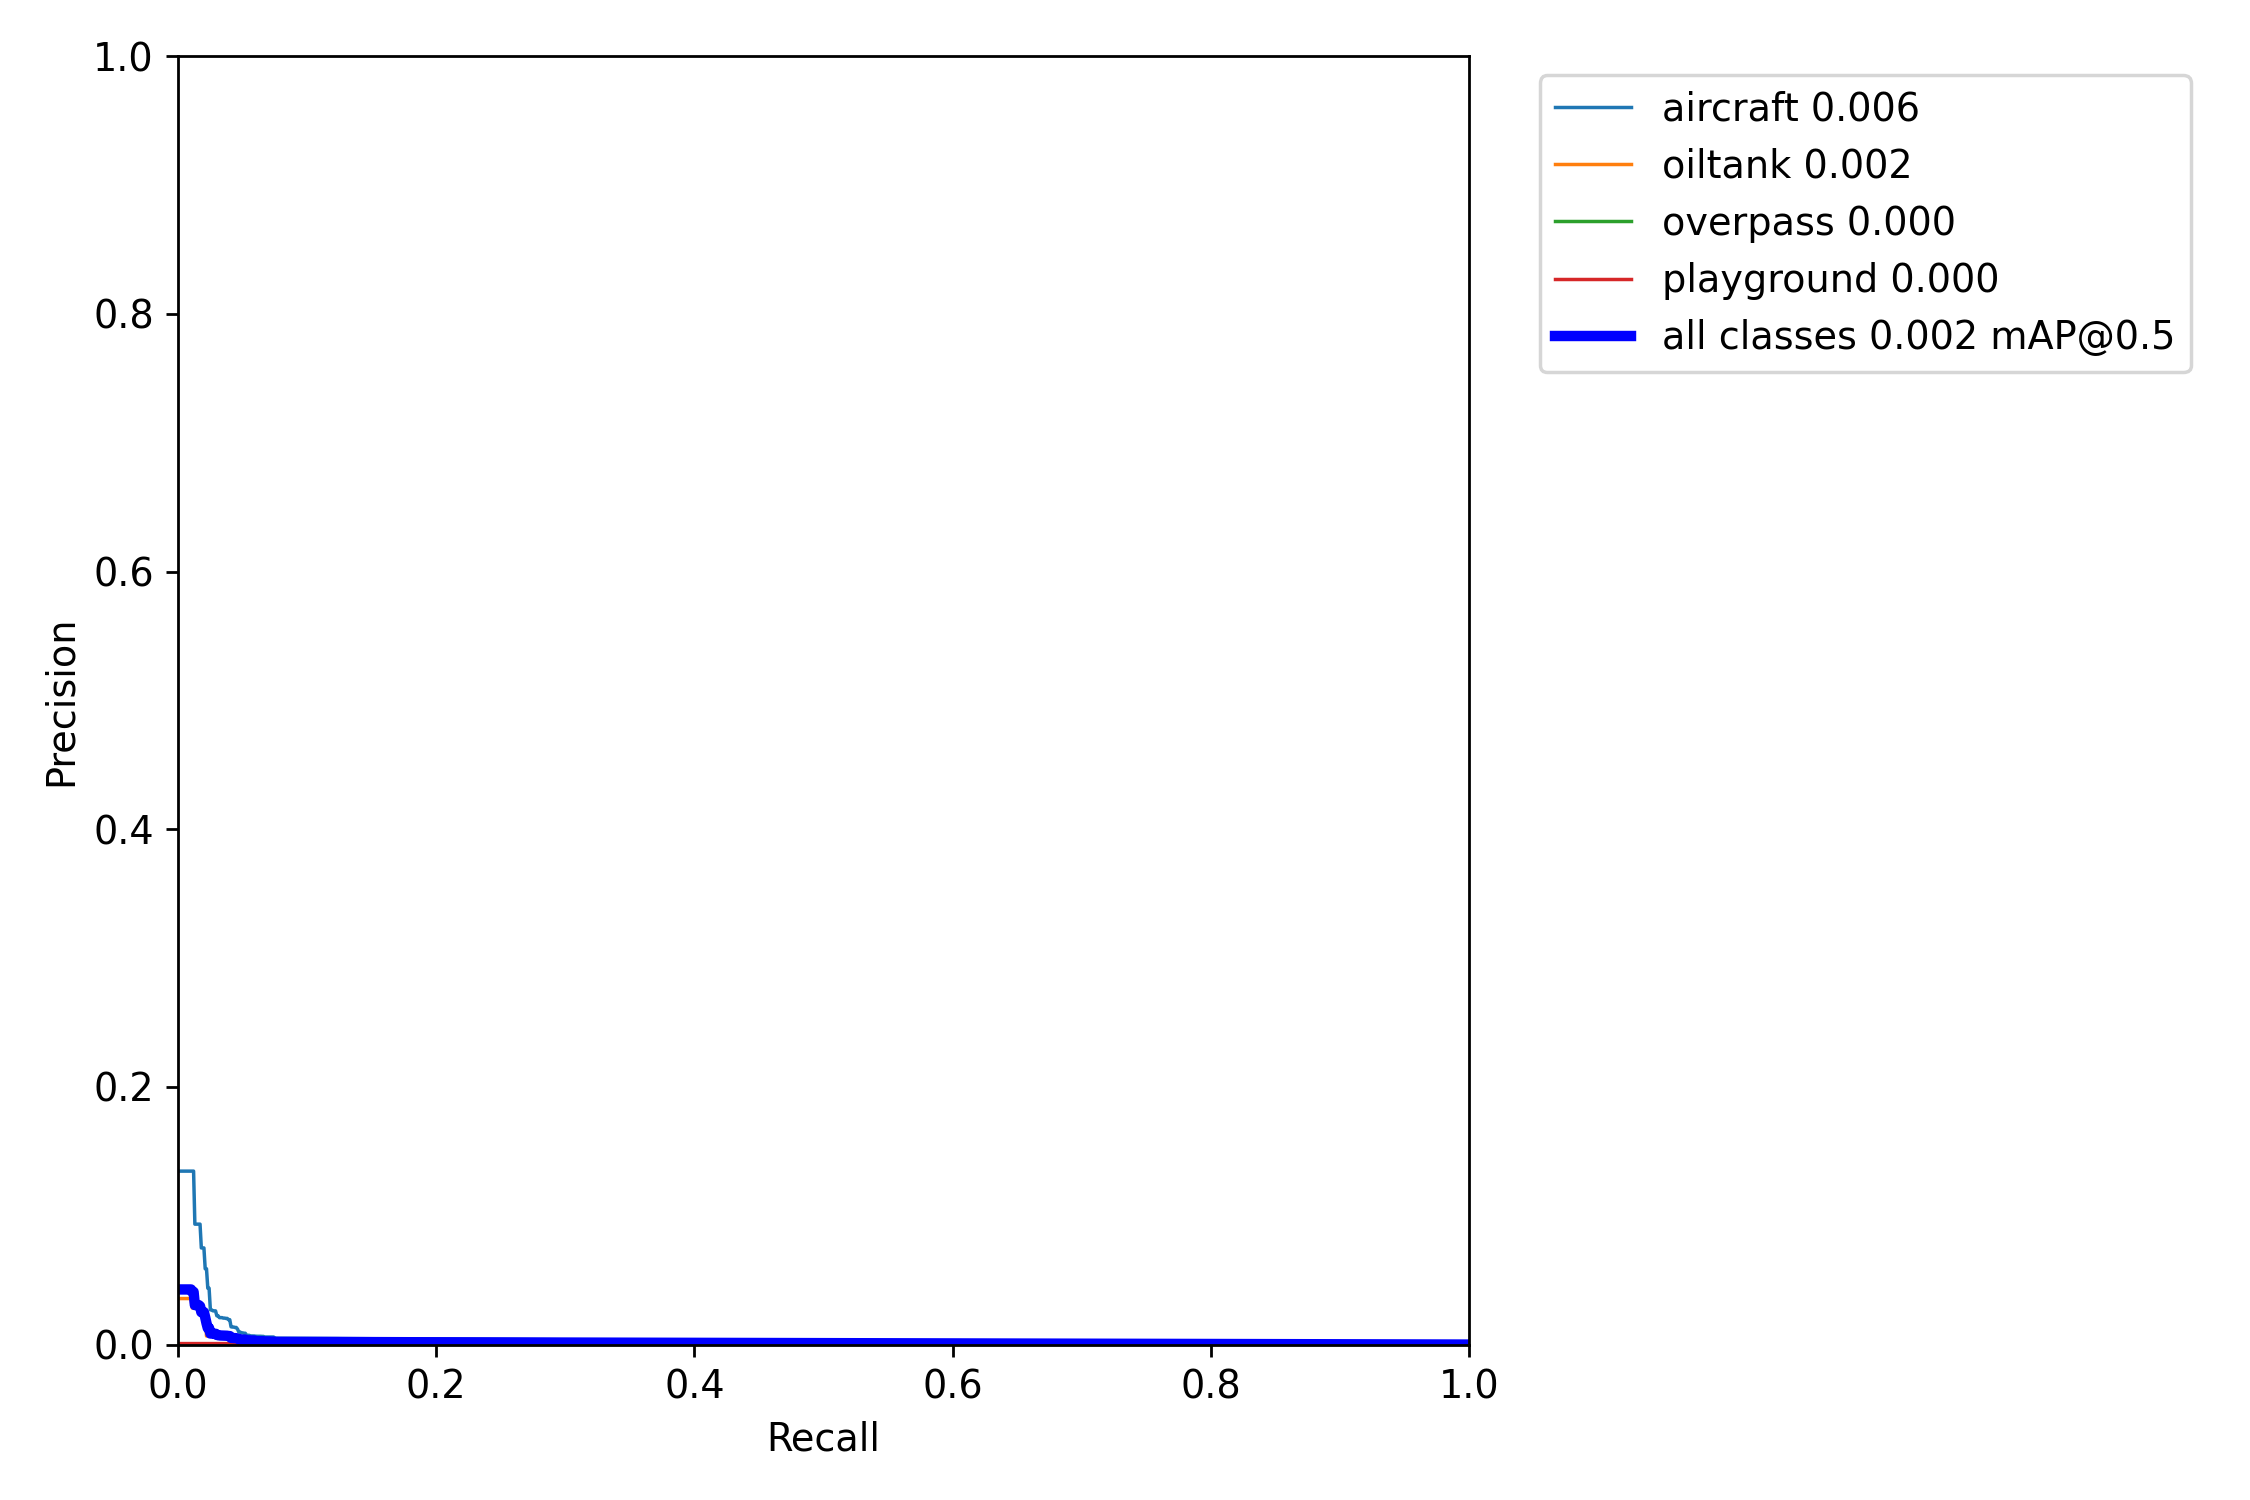 1.0
0.8
0.6
0.4
0.2
0.0
Precision
0.0 0.2 0.4 0.6 0.8 1.0
Recall
aircraft 0.006
oiltank 0.002
overpass 0.000
playground 0.000
all classes 0.002 mAP@0.5